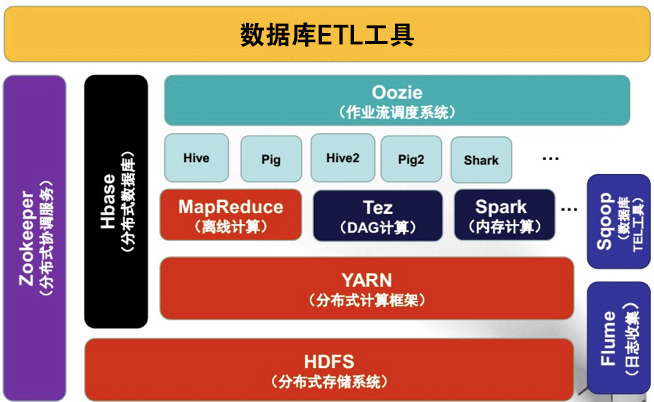 数据库ETL工具
Zookeeper
（分布式协调服务）
Hbase
（分布式数据库）
Oozie
（作业流调度系统）
Hive
Pig
Hive2
Pig2
Shark
...
MapReduce
（离线计算）
Tez
（DAG计算）
Spark
（内存计算）
...
Sqoop
（数据库
TEL工具）
YARN
（分布式计算框架）
Flume
（日志收集）
HDFS
（分布式存储系统）